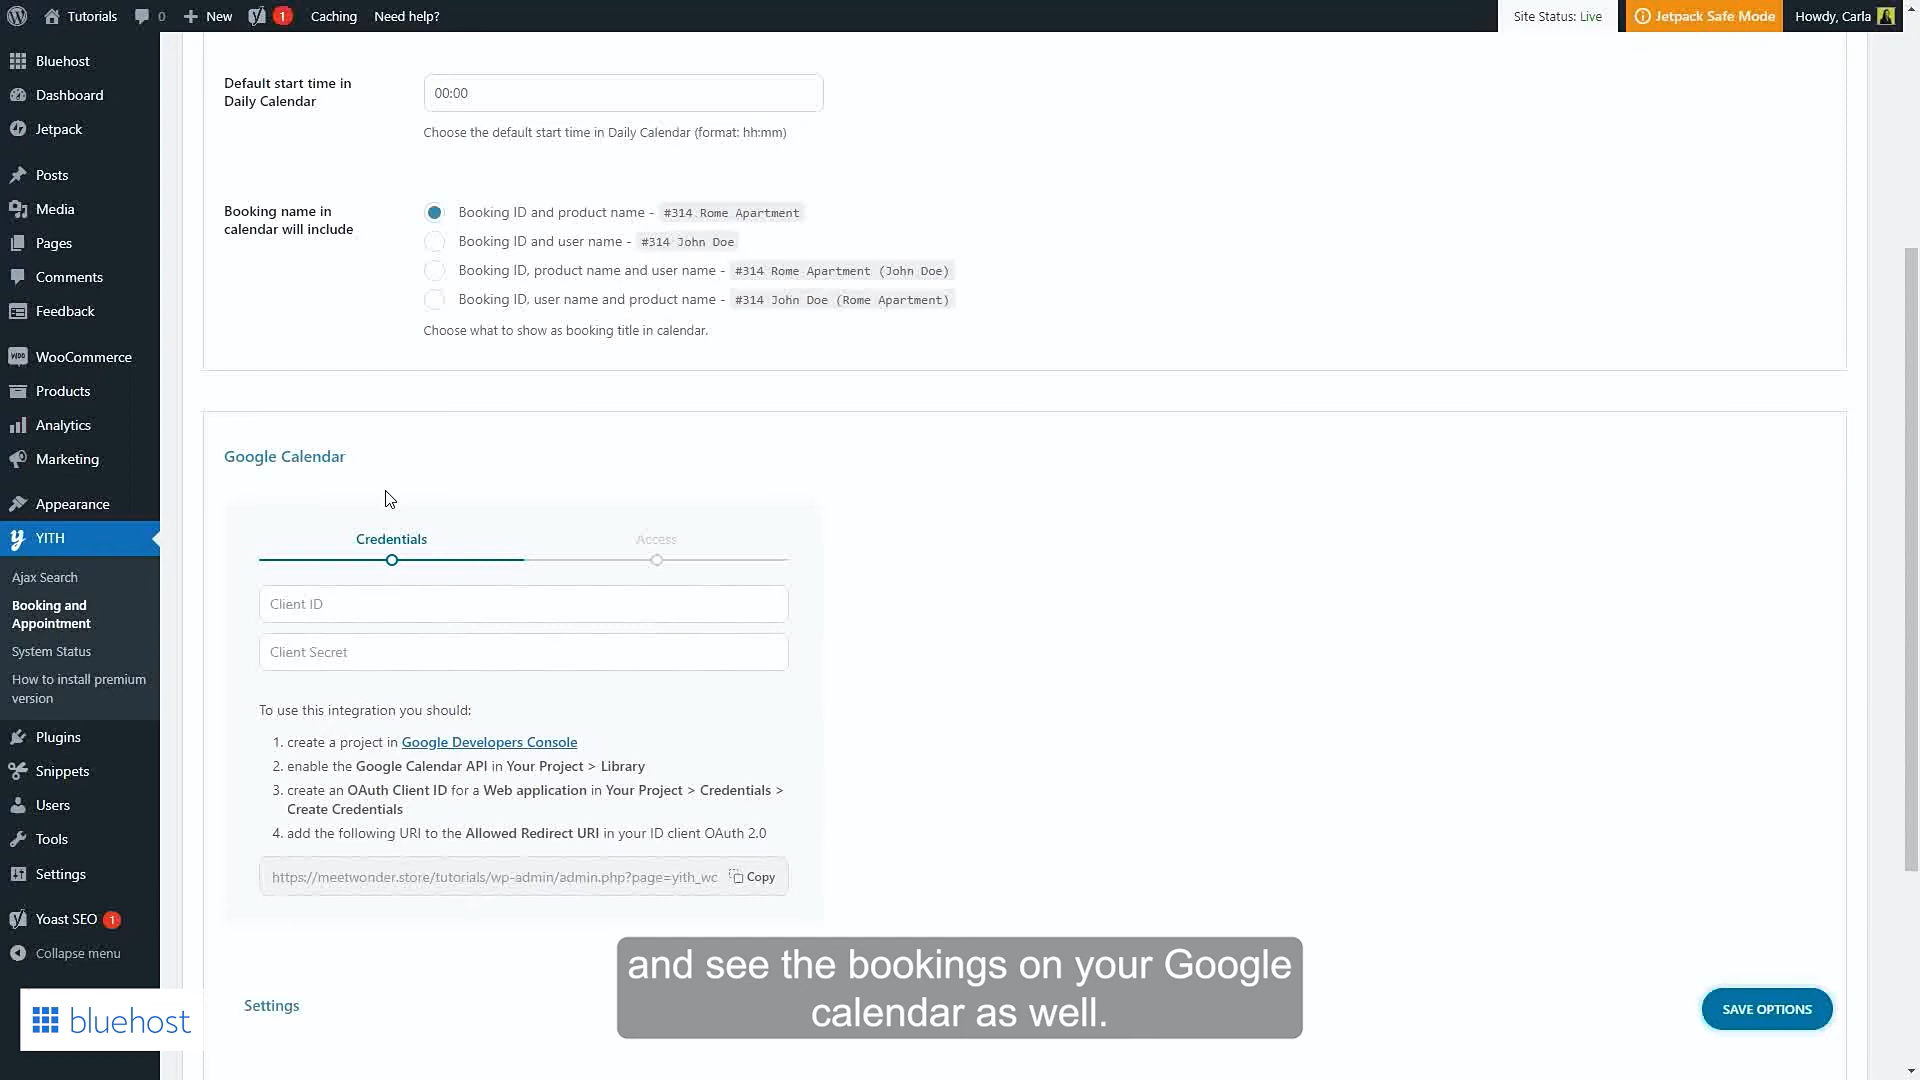 Tutorials 0 New 1 Caching Need help? Site Status: Live Jetpack Safe Mode Howdy, Carla
Bluehost
Dashboard
Jetpack
Posts
Media
Pages
Comments
Feedback
WooCommerce
Products
Analytics
Marketing
Appearance
YITH
Ajax Search
Booking and
Appointment
System Status
How to install premium
version
Plugins
Snippets
Users
Tools
Settings
Yoast SEO 1
Collapse menu
bluehost
Default start time in
Daily Calendar
00:00
Choose the default start time in Daily Calendar (format: hh:mm)
Booking name in
calendar will include
Booking ID and product name - #314 Rome Apartment
Booking ID and user name - #314 John Doe
Booking ID, product name and user name - #314 Rome Apartment (John Doe)
Booking ID, user name and product name - #314 John Doe (Rome Apartment)
Choose what to show as booking title in calendar.
Google Calendar
Credentials Access
Client ID
Client Secret
To use this integration you should:
1. create a project in Google Developers Console
2. enable the Google Calendar API in Your Project > Library
3. create an OAuth Client ID for a Web application in Your Project > Credentials >
Create Credentials
4. add the following URI to the Allowed Redirect URI in your ID client OAuth 2.0
https://meetwonder.store/tutorials/wp-admin/admin.php?page=yith_wc Copy
and see the bookings on your Google
calendar as well.
Settings
SAVE OPTIONS